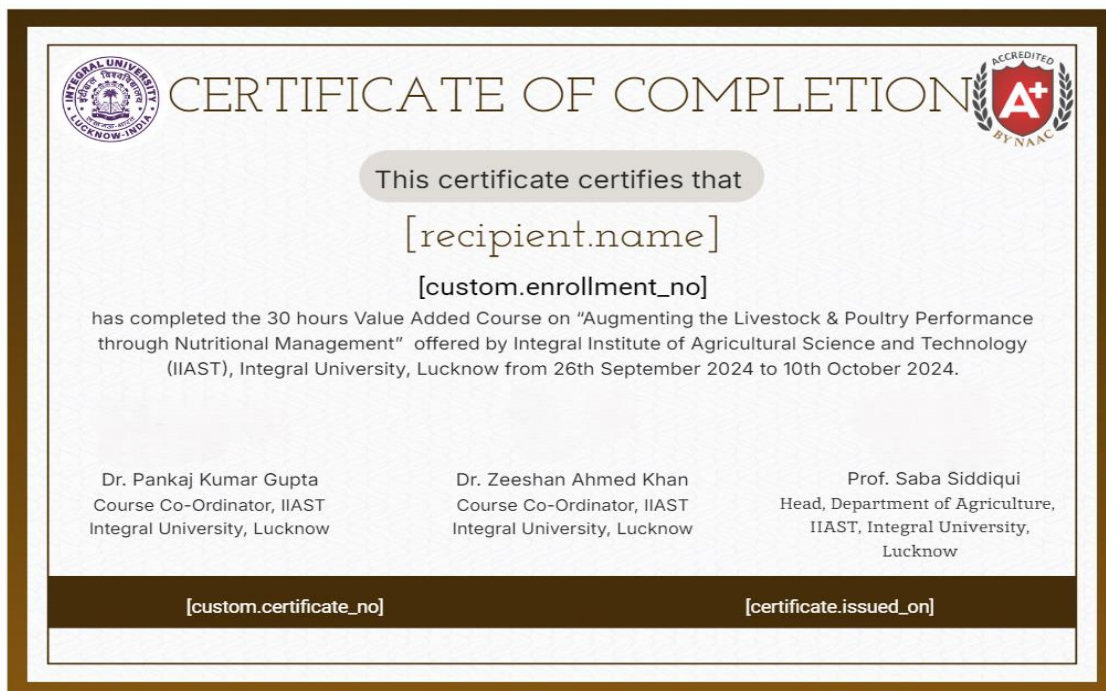 INTEGRAL UNIVERSITY
इंटीग्रल विश्वविद्यालय
LUCKNOW-INDIA
CERTIFICATE OF COMPLETION
ACCREDITED
A+
BY NAAC
This certificate certifies that
[recipient.name]
[custom.enrollment_no]
has completed the 30 hours Value Added Course on “Augmenting the Livestock & Poultry Performance
through Nutritional Management” offered by Integral Institute of Agricultural Science and Technology
(IIAST), Integral University, Lucknow from 26th September 2024 to 10th October 2024.
Dr. Pankaj Kumar Gupta
Course Co-Ordinator, IIAST
Integral University, Lucknow
Dr. Zeeshan Ahmed Khan
Course Co-Ordinator, IIAST
Integral University, Lucknow
Prof. Saba Siddiqui
Head, Department of Agriculture,
IIAST, Integral University,
Lucknow
[custom.certificate_no]
[certificate.issued_on]